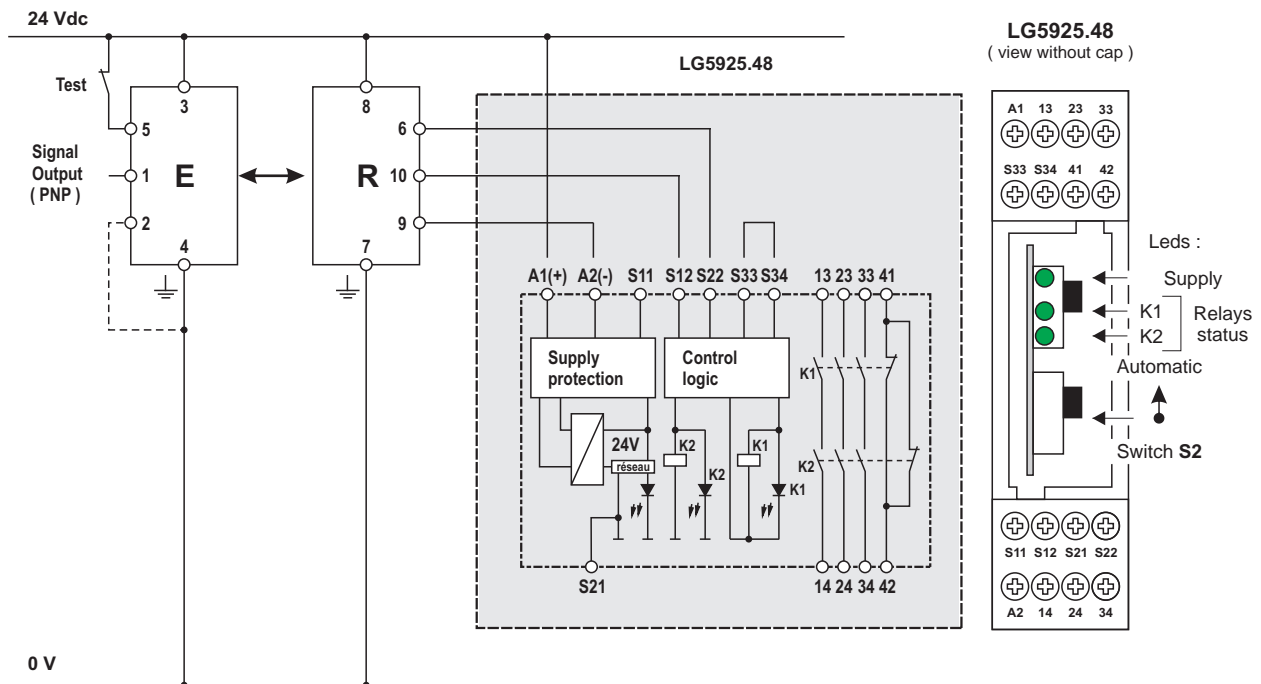 24 Vdc
LG5925.48
( view without cap )
LG5925.48
Test
3
8
5
6
Signal
Output
( PNP )
1
E
R
10
2
9
4
7
A1(+) A2(-) S11 S12 S22 S33 S34 13 23 33 41
Supply
protection
Control
logic
K1
24V
réseau
K2
K2
K1
K1
K2
S21
14 24 34 42
0 V
A1 13 23 33
S33 S34 41 42
Leds :
Supply
K1
K2
Relays
status
Automatic
Switch S2
S11 S12 S21 S22
A2 14 24 34